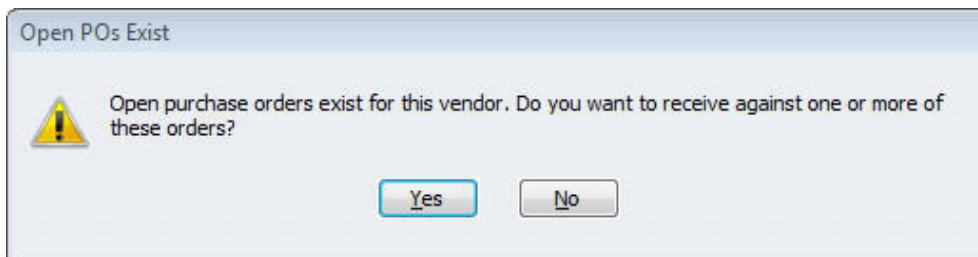 Open POs Exist
Open purchase orders exist for this vendor. Do you want to receive against one or more of
these orders?
Yes
No